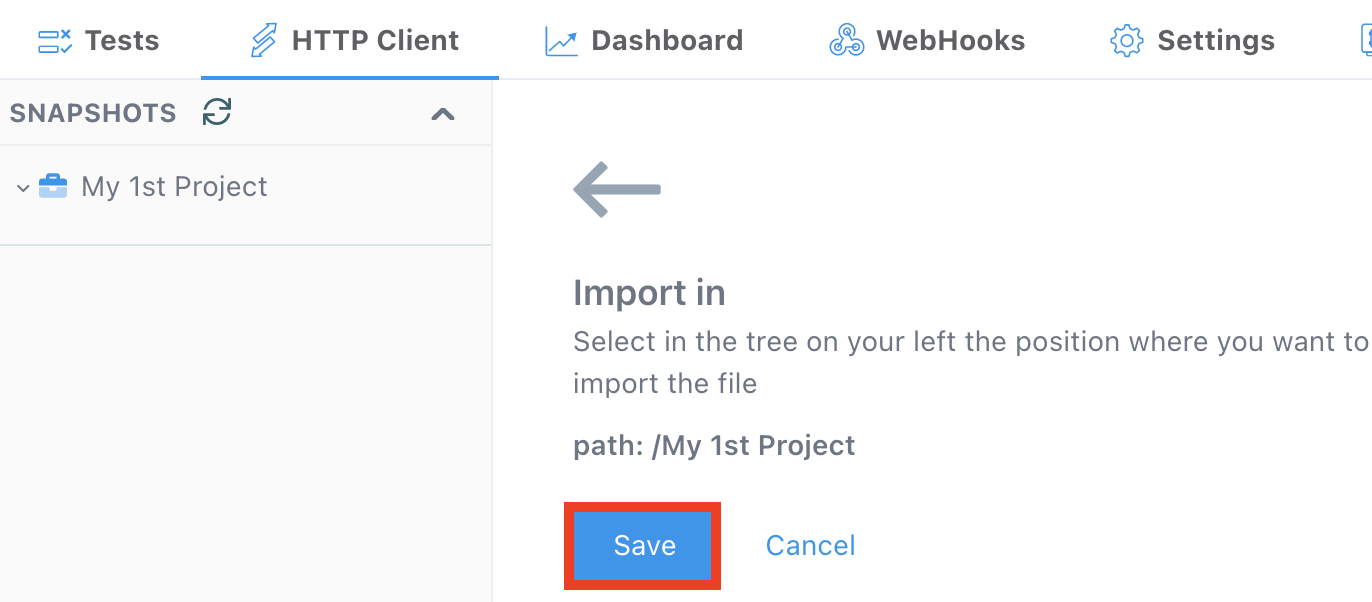 Tests HTTP Client Dashboard WebHooks Settings
SNAPSHOTS
My 1st Project
Import in
Select in the tree on your left the position where you want to
import the file
path: /My 1st Project
Save Cancel